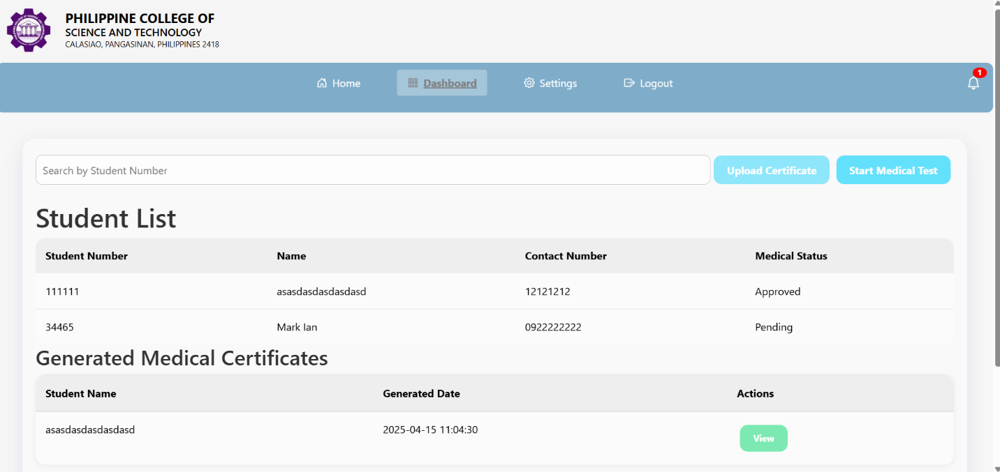 PHILIPPINE COLLEGE OF
SCIENCE AND TECHNOLOGY
CALASIAO, PANGASINAN, PHILIPPINES 2418
Home Dashboard Settings Logout 1
Search by Student Number Upload Certificate Start Medical Test
Student List
Student Number Name Contact Number Medical Status
111111 asasdasdasdasdasd 12121212 Approved
34465 Mark Ian 0922222222 Pending
Generated Medical Certificates
Student Name Generated Date Actions
asasdasdasdasdasd 2025-04-15 11:04:30 View